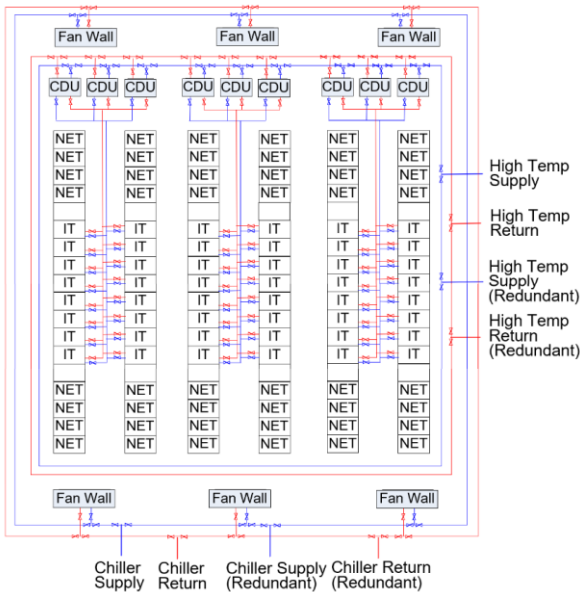 Fan Wall Fan Wall Fan Wall
CDU CDU CDU CDU CDU CDU CDU CDU CDU
NET NET NET NET NET NET
NET NET NET NET NET NET
NET NET NET NET NET NET
NET NET NET NET NET NET
IT IT IT IT IT IT
IT IT IT IT IT IT
IT IT IT IT IT IT
IT IT IT IT IT IT
IT IT IT IT IT IT
IT IT IT IT IT IT
IT IT IT IT IT IT
IT IT IT IT IT IT
NET NET NET NET NET NET
NET NET NET NET NET NET
NET NET NET NET NET NET
NET NET NET NET NET NET
High Temp
Supply
High Temp
Return
High Temp
Supply
(Redundant)
High Temp
Return
(Redundant)
Fan Wall Fan Wall Fan Wall
Chiller
Supply
Chiller
Return
Chiller Supply
(Redundant)
Chiller Return
(Redundant)